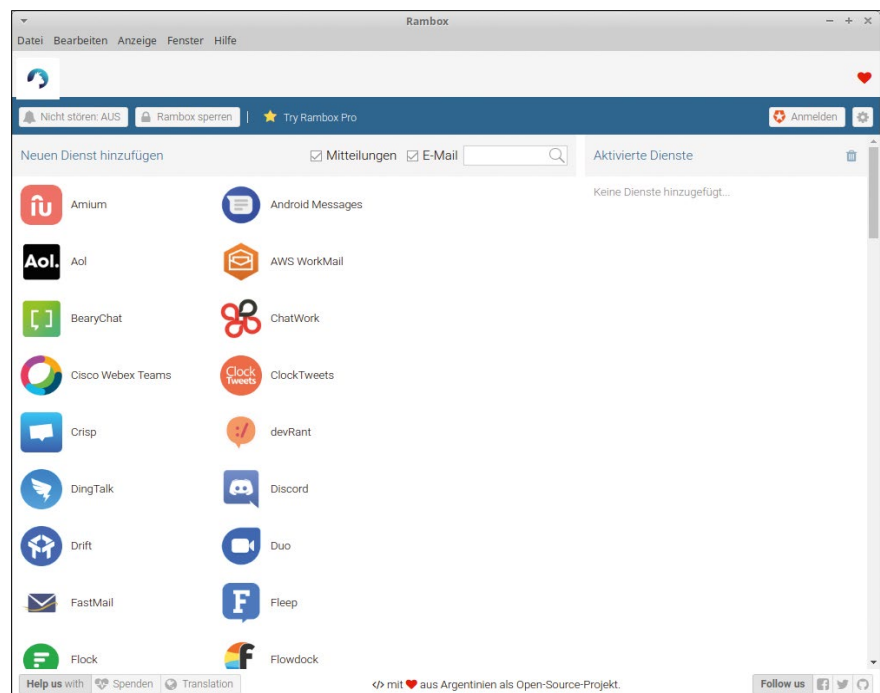 Rambox
Datei Bearbeiten Anzeige Fenster Hilfe
Nicht stören: AUS Rambox sperren Try Rambox Pro Anmelden
Neuen Dienst hinzufügen Mitteilungen E-Mail Aktivierte Dienste
Keine Dienste hinzugefügt...
Amium Android Messages
Aol. Aol AWS WorkMail
BearyChat ChatWork
Cisco Webex Teams Clock Tweets ClockTweets
Crisp devRant
DingTalk Discord
Drift Duo
FastMail F Fleep
Flock Flowdock
Help us with Spenden Translation </> mit ❤ aus Argentinien als Open-Source-Projekt. Follow us